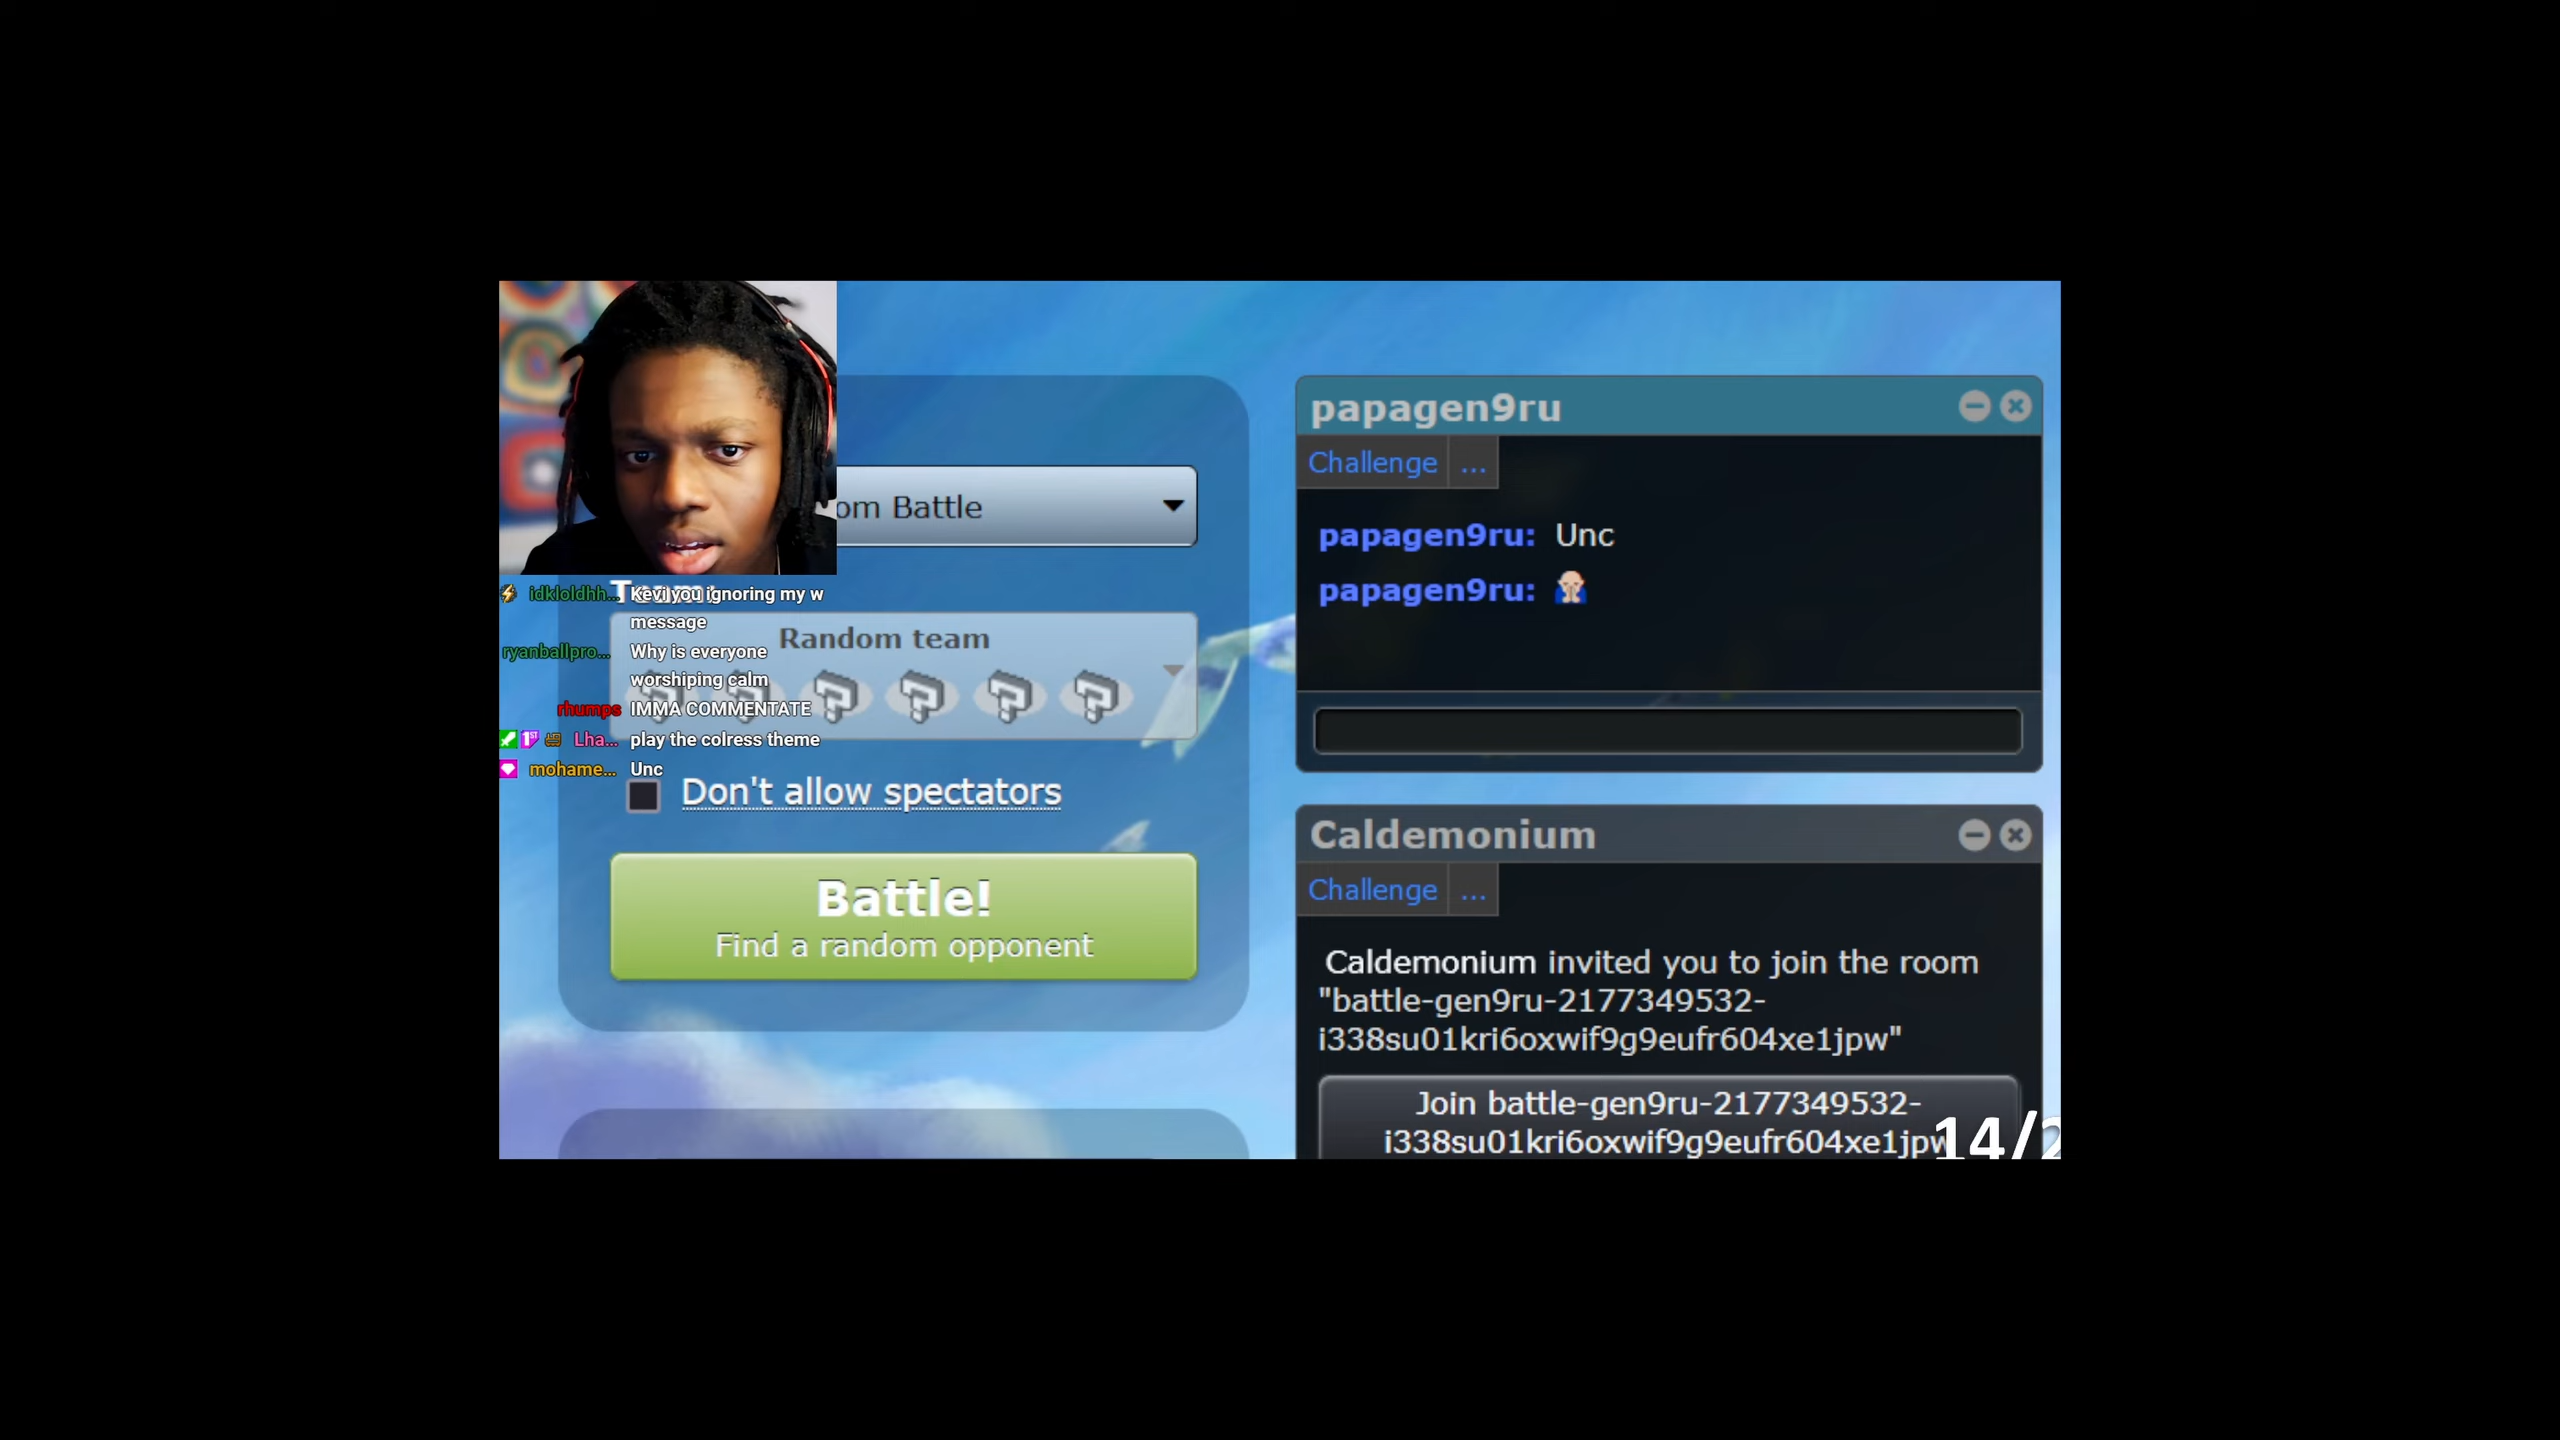 om Battle
Team:
Random team
idkloldhh... Kevi you ignoring my w
message
ryanballpro... Why is everyone
worshiping calm
rhumps IMMA COMMENTATE
Lha... play the colress theme
mohame... Unc
Don't allow spectators
Battle!
Find a random opponent
papagen9ru
Challenge ...
papagen9ru: Unc
papagen9ru:
Caldemonium
Challenge ...
Caldemonium invited you to join the room
"battle-gen9ru-2177349532-
i338su01kri6oxwif9g9eufr604xe1jpw"
Join battle-gen9ru-2177349532-
i338su01kri6oxwif9g9eufr604xe1jpw
14/2